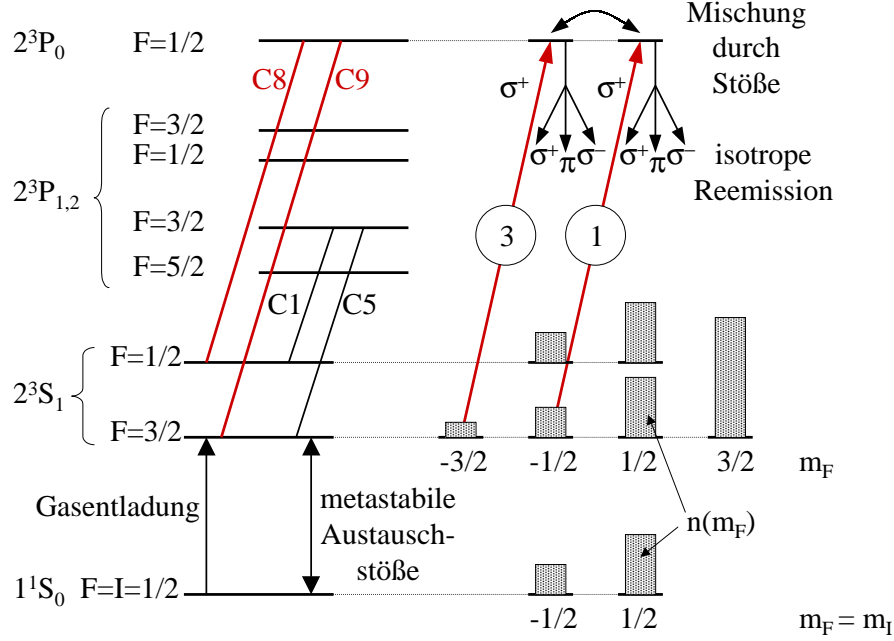 2³P₀ F=1/2
C8 C9
Mischung
durch
Stöße
σ⁺ σ⁺
F=3/2
F=1/2
2³P₁,₂
F=3/2
F=5/2
σ⁺ π σ⁻ σ⁺ π σ⁻
isotrope
Reemission
3 1
C1 C5
F=1/2
2³S₁
F=3/2
-3/2 -1/2 1/2 3/2 m_F
Gasentladung
metastabile
Austausch-
stöße
n(m_F)
1¹S₀ F=I=1/2
-1/2 1/2 m_F = m_I